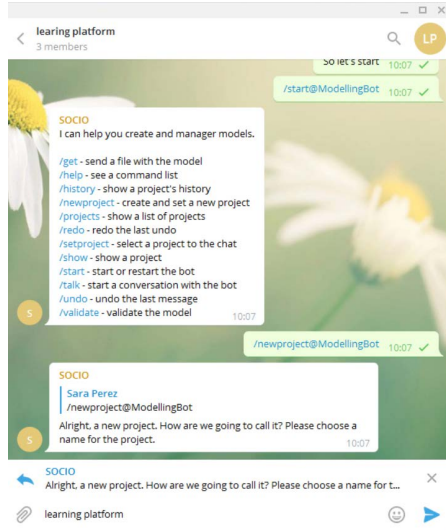 learing platform
3 members
LP
So let's start
10:07
/start@ModellingBot
10:07
SOCIO
I can help you create and manager models.
/get - send a file with the model
/help - see a command list
/history - show a project's history
/newproject - create and set a new project
/projects - show a list of projects
/redo - redo the last undo
/setproject - select a project to the chat
/show - show a project
/start - start or restart the bot
/talk - start a conversation with the bot
/undo - undo the last message
/validate - validate the model
10:07
S
/newproject@ModellingBot
10:07
SOCIO
Sara Perez
/newproject@ModellingBot
Alright, a new project. How are we going to call it? Please choose a
name for the project.
10:07
S
SOCIO
Alright, a new project. How are we going to call it? Please choose a name for t...
learning platform